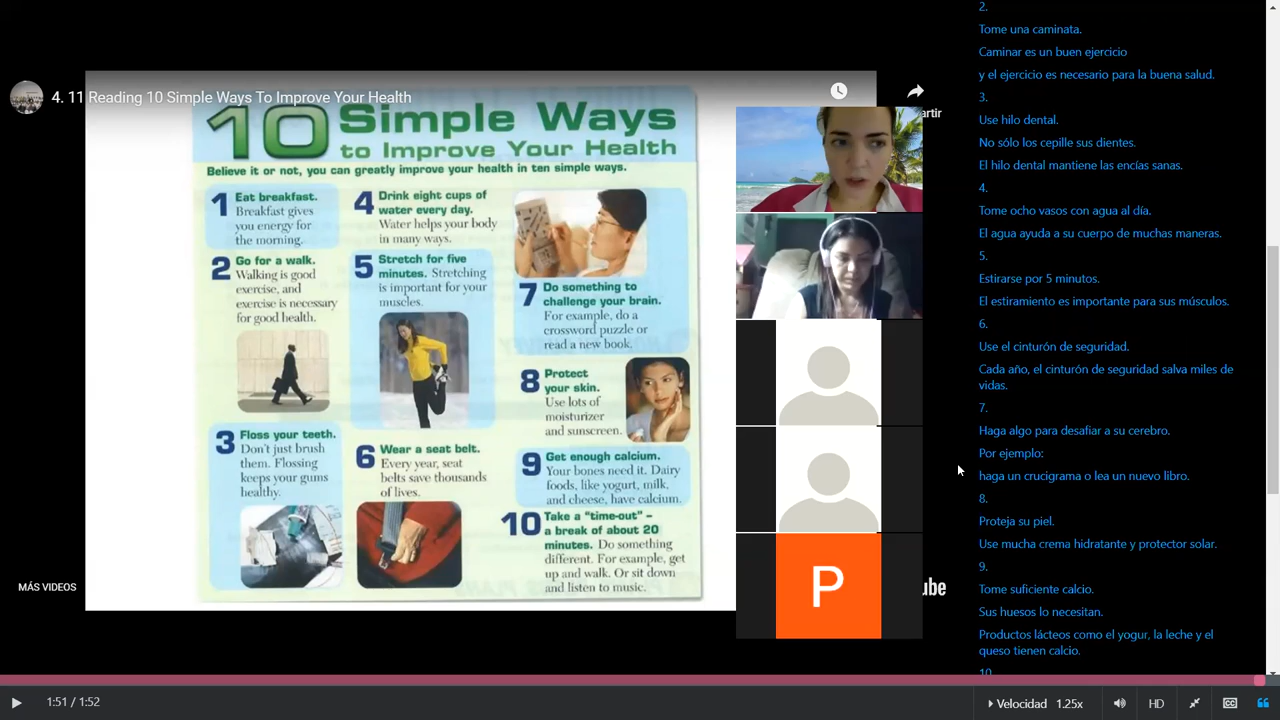 4. 11 Reading 10 Simple Ways To Improve Your Health
artir
10 Simple Ways
to Improve Your Health
Believe it or not, you can greatly improve your health in ten simple ways.
1 Eat breakfast.
Breakfast gives
you energy for
the morning.
2 Go for a walk.
Walking is good
exercise, and
exercise is necessary
for good health.
3 Floss your teeth.
Don't just brush
them. Flossing
keeps your gums
healthy.
4 Drink eight cups of
water every day.
Water helps your body
in many ways.
5 Stretch for five
minutes. Stretching
is important for your
muscles.
6 Wear a seat belt.
Every year, seat
belts save thousands
of lives.
7 Do something to
challenge your brain.
For example, do a
crossword puzzle or
read a new book.
8 Protect
your skin.
Use lots of
moisturizer
and sunscreen.
9 Get enough calcium.
Your bones need it. Dairy
foods, like yogurt, milk,
and cheese, have calcium.
10 Take a "time-out" –
a break of about 20
minutes. Do something
different. For example, get
up and walk. Or sit down
and listen to music.
MÁS VIDEOS
P
ube
2.
Tome una caminata.
Caminar es un buen ejercicio
y el ejercicio es necesario para la buena salud.
3.
Use hilo dental.
No sólo los cepille sus dientes.
El hilo dental mantiene las encías sanas.
4.
Tome ocho vasos con agua al día.
El agua ayuda a su cuerpo de muchas maneras.
5.
Estirarse por 5 minutos.
El estiramiento es importante para sus músculos.
6.
Use el cinturón de seguridad.
Cada año, el cinturón de seguridad salva miles de
vidas.
7.
Haga algo para desafiar a su cerebro.
Por ejemplo:
haga un crucigrama o lea un nuevo libro.
8.
Proteja su piel.
Use mucha crema hidratante y protector solar.
9.
Tome suficiente calcio.
Sus huesos lo necesitan.
Productos lácteos como el yogur, la leche y el
queso tienen calcio.
10
1:51 / 1:52
Velocidad 1.25x
HD
CC